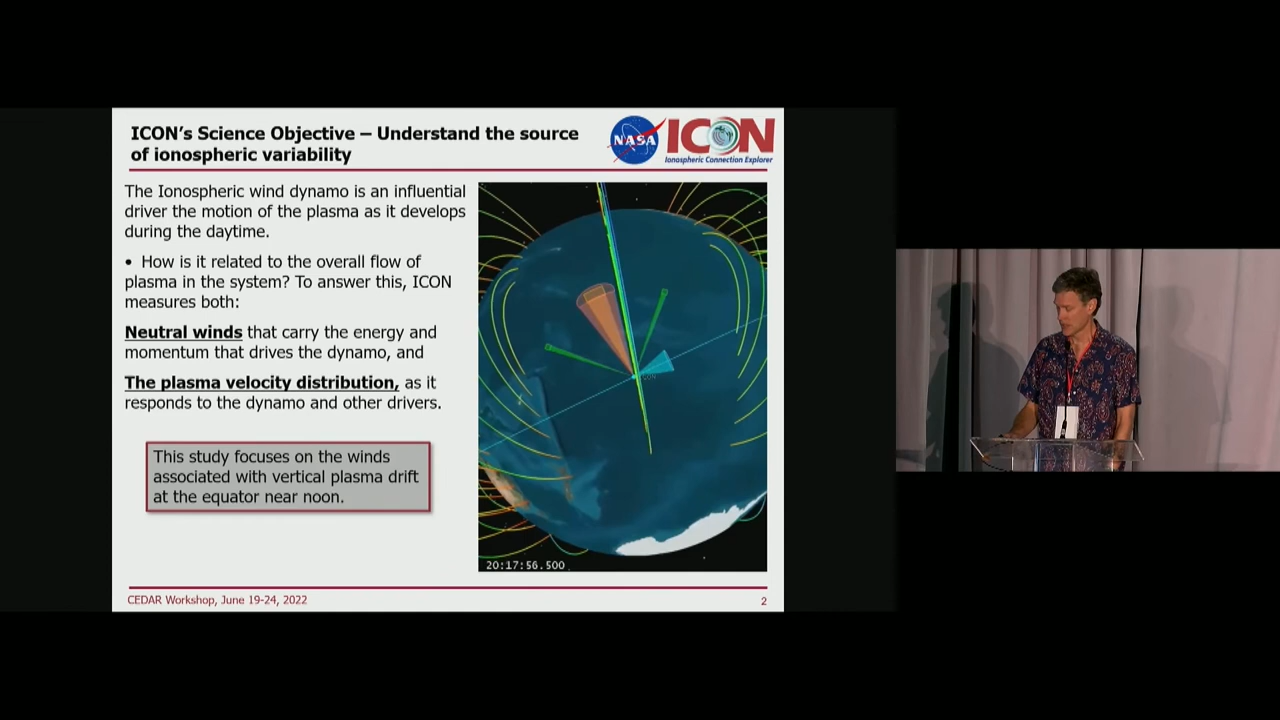 ICON's Science Objective – Understand the source
of ionospheric variability
NASA
ICON
Ionospheric Connection Explorer
The Ionospheric wind dynamo is an influential
driver the motion of the plasma as it develops
during the daytime.
• How is it related to the overall flow of
plasma in the system? To answer this, ICON
measures both:
Neutral winds that carry the energy and
momentum that drives the dynamo, and
The plasma velocity distribution, as it
responds to the dynamo and other drivers.
This study focuses on the winds
associated with vertical plasma drift
at the equator near noon.
20:17:56.500
CEDAR Workshop, June 19-24, 2022
2